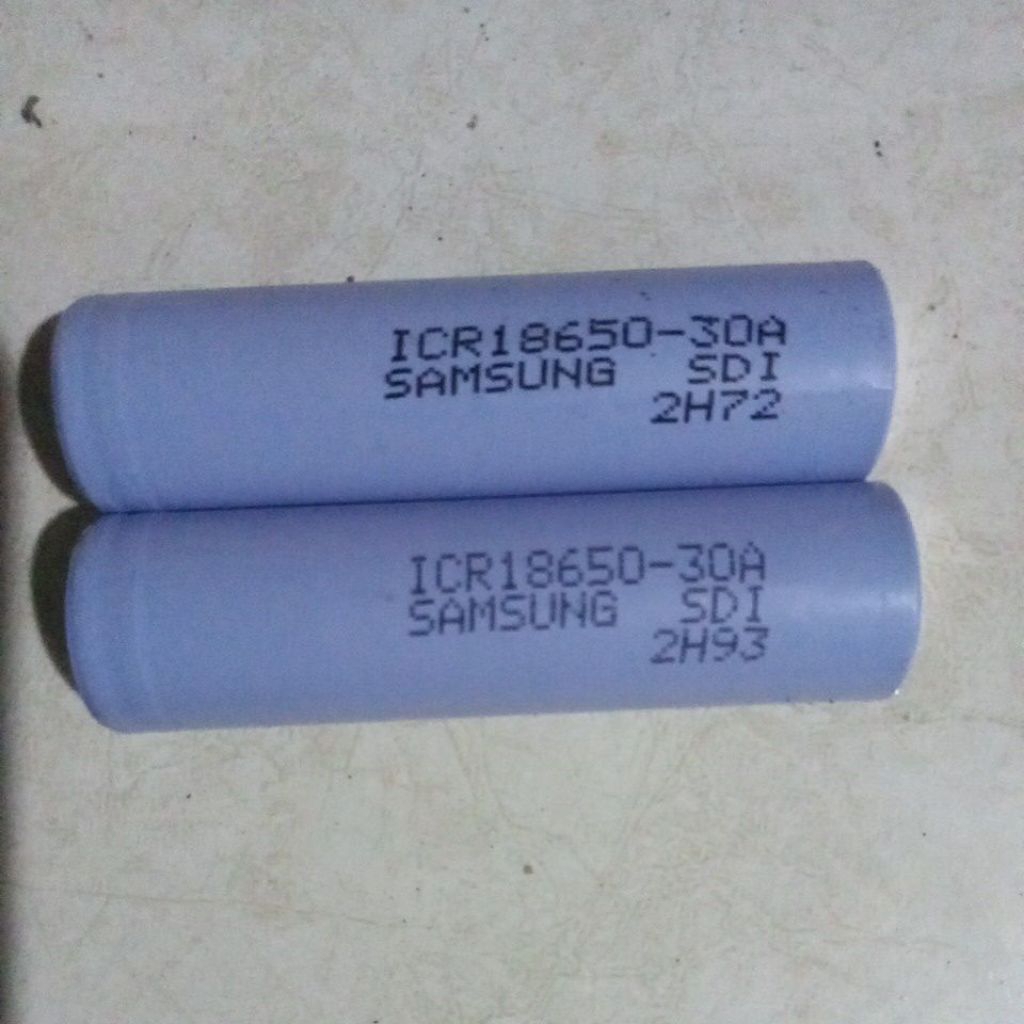 ICR18650-30A
SAMSUNG SDI
2H72
ICR18650-30A
SAMSUNG SDI
2H93